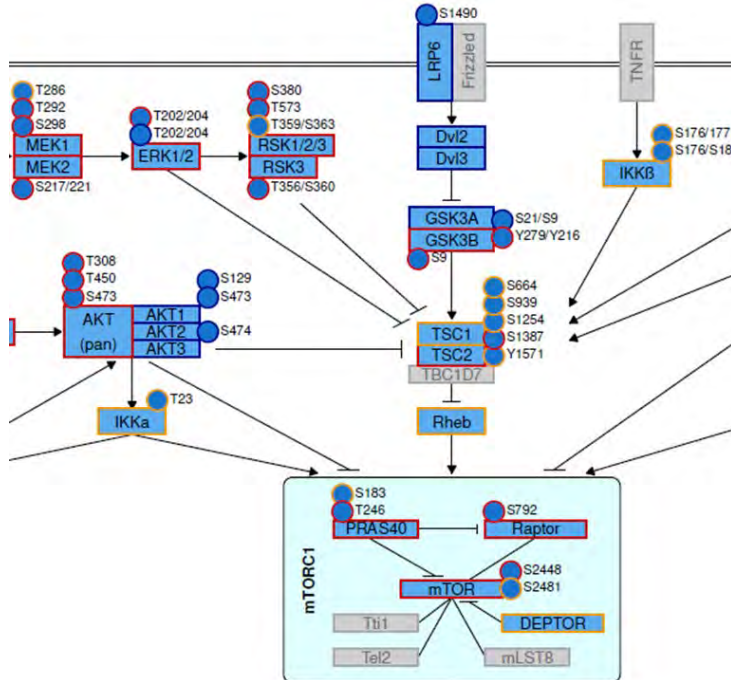 S1490
LRP6
Frizzled
TNFR
T286
T292
S298
MEK1
MEK2
S217/221
T202/204
T202/204
ERK1/2
S380
T573
T359/S363
RSK1/2/3
RSK3
T356/S360
Dvl2
Dvl3
S176/177
S176/S18
IKKß
GSK3A
GSK3B
S21/S9
Y279/Y216
S9
T308
T450
S473
AKT
(pan)
AKT1
AKT2
AKT3
S129
S473
S474
S664
S939
S1254
S1387
Y1571
TSC1
TSC2
TBC1D7
T23
IKKa
Rheb
mTORC1
S183
T246
PRAS40
S792
Raptor
S2448
S2481
mTOR
Tti1
DEPTOR
Tel2
mLST8